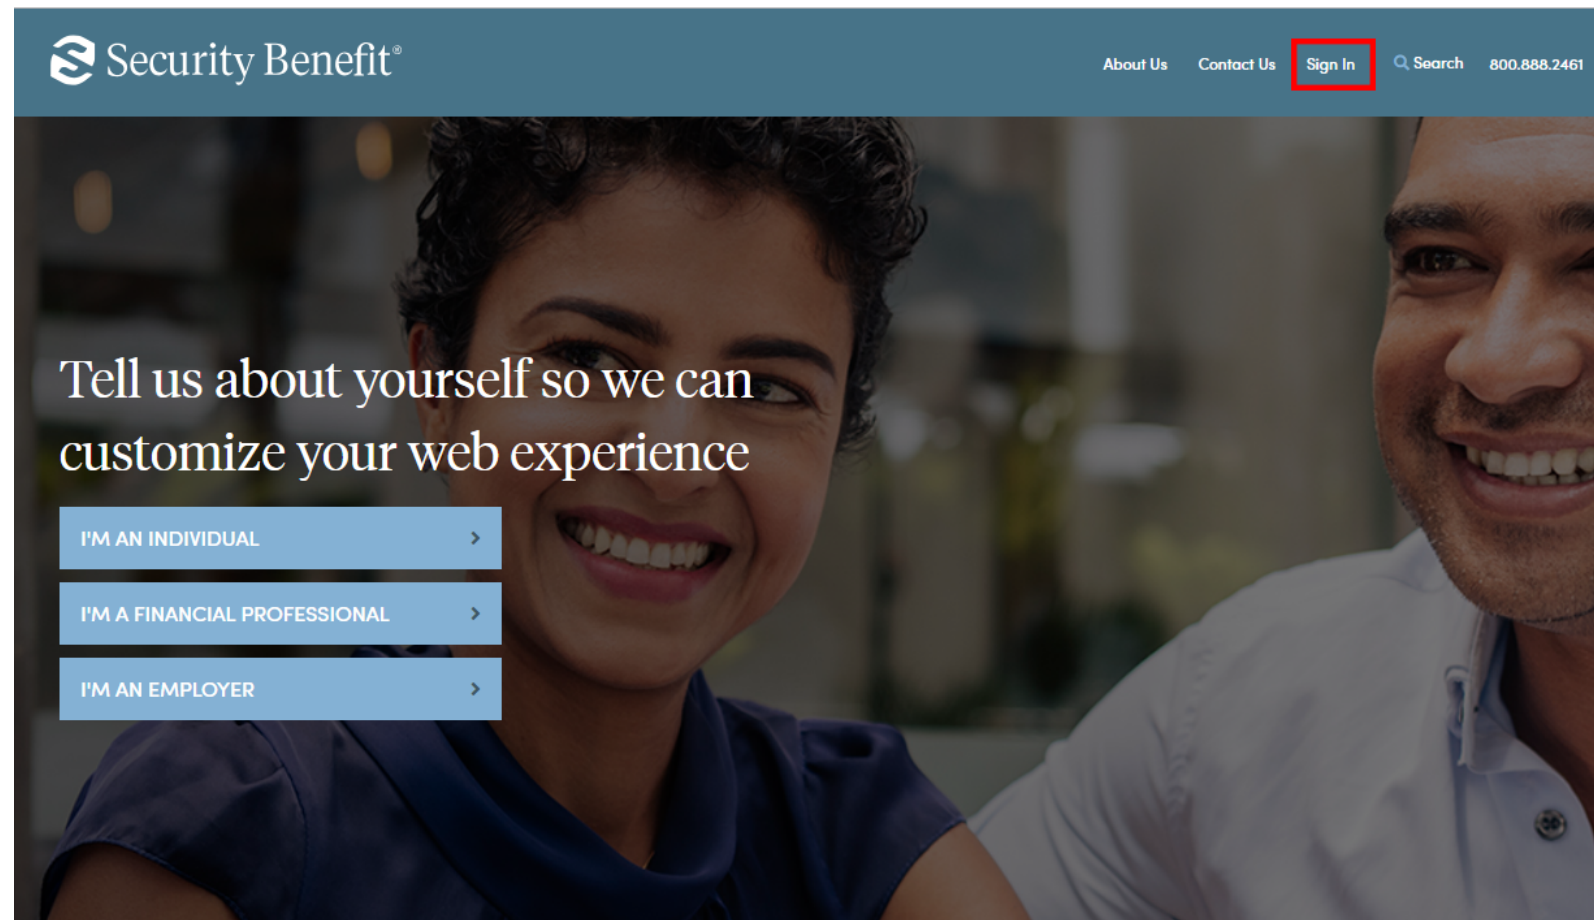 Security Benefit®
About Us
Contact Us
Sign In
Search
800.888.2461
Tell us about yourself so we can
customize your web experience
I'M AN INDIVIDUAL
I'M A FINANCIAL PROFESSIONAL
I'M AN EMPLOYER